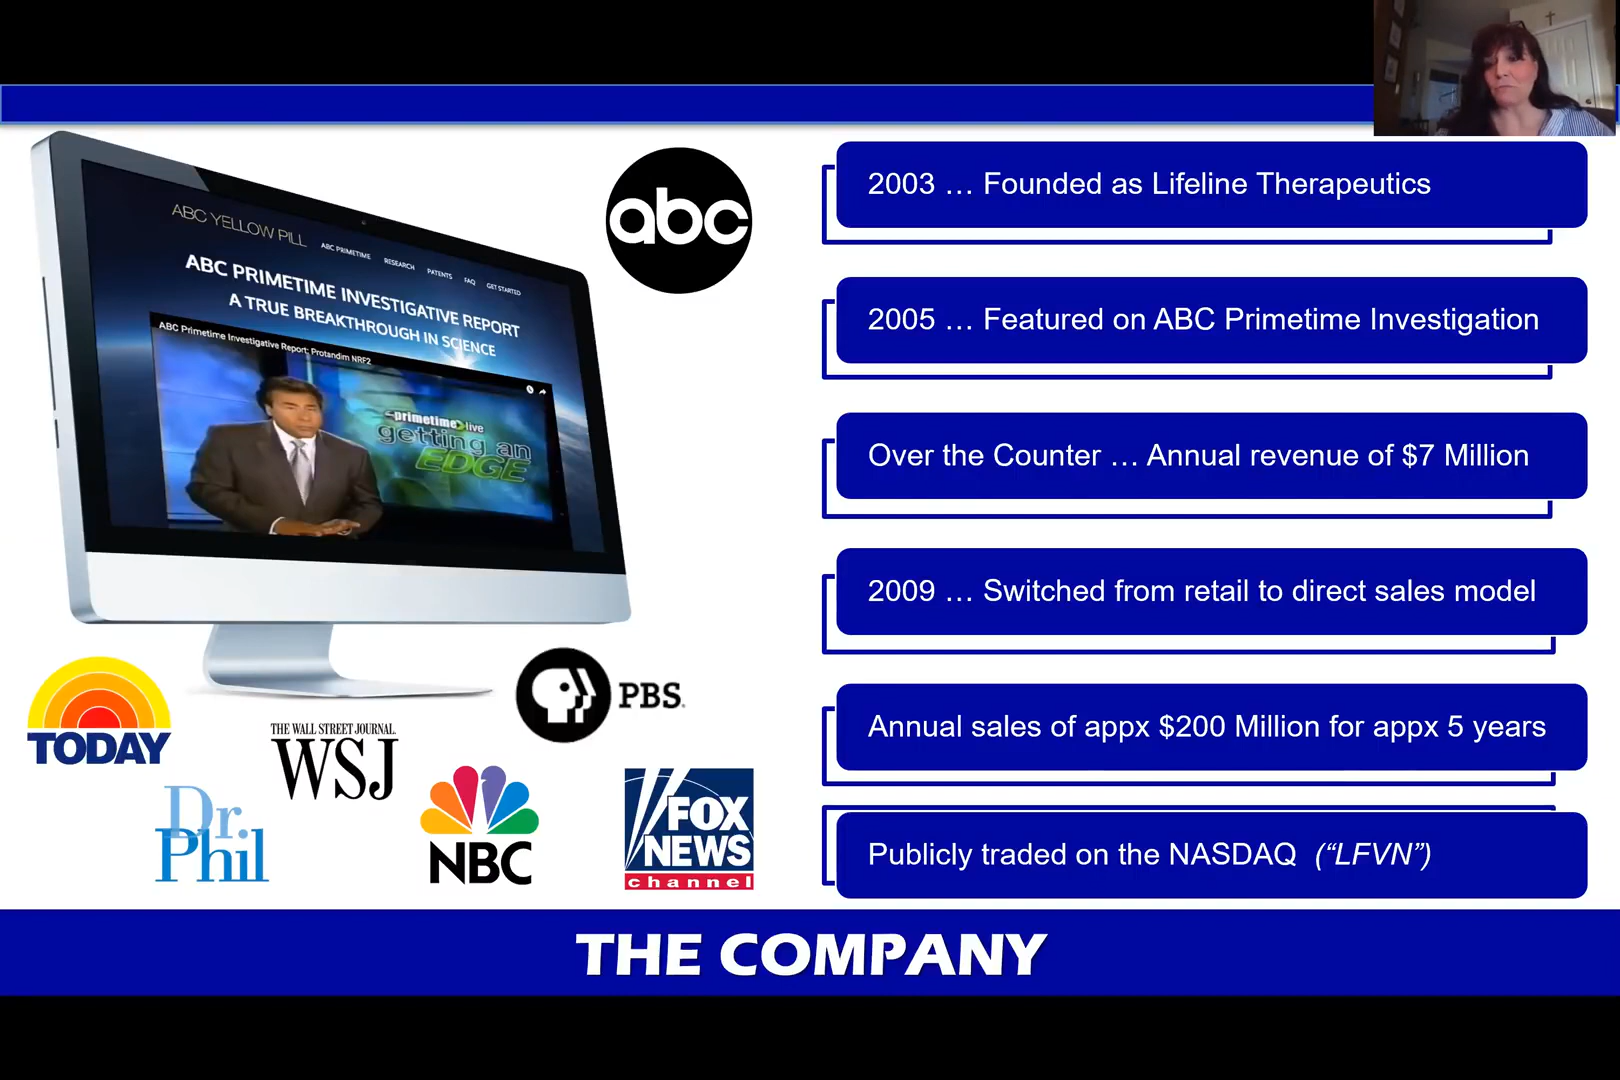 ABC YELLOW PILL
ABC PRIMETIME
RESEARCH
PATENTS
FAQ
GET STARTED
ABC PRIMETIME INVESTIGATIVE REPORT
A TRUE BREAKTHROUGH IN SCIENCE
ABC Primetime Investigative Report: Protandim NRF2
primetime live
getting an
EDGE
abc
TODAY
THE WALL STREET JOURNAL.
WSJ
PBS.
Dr.
Phil
NBC
FOX
NEWS
channel
2003 … Founded as Lifeline Therapeutics
2005 … Featured on ABC Primetime Investigation
Over the Counter … Annual revenue of $7 Million
2009 … Switched from retail to direct sales model
Annual sales of appx $200 Million for appx 5 years
Publicly traded on the NASDAQ (“LFVN”)
THE COMPANY